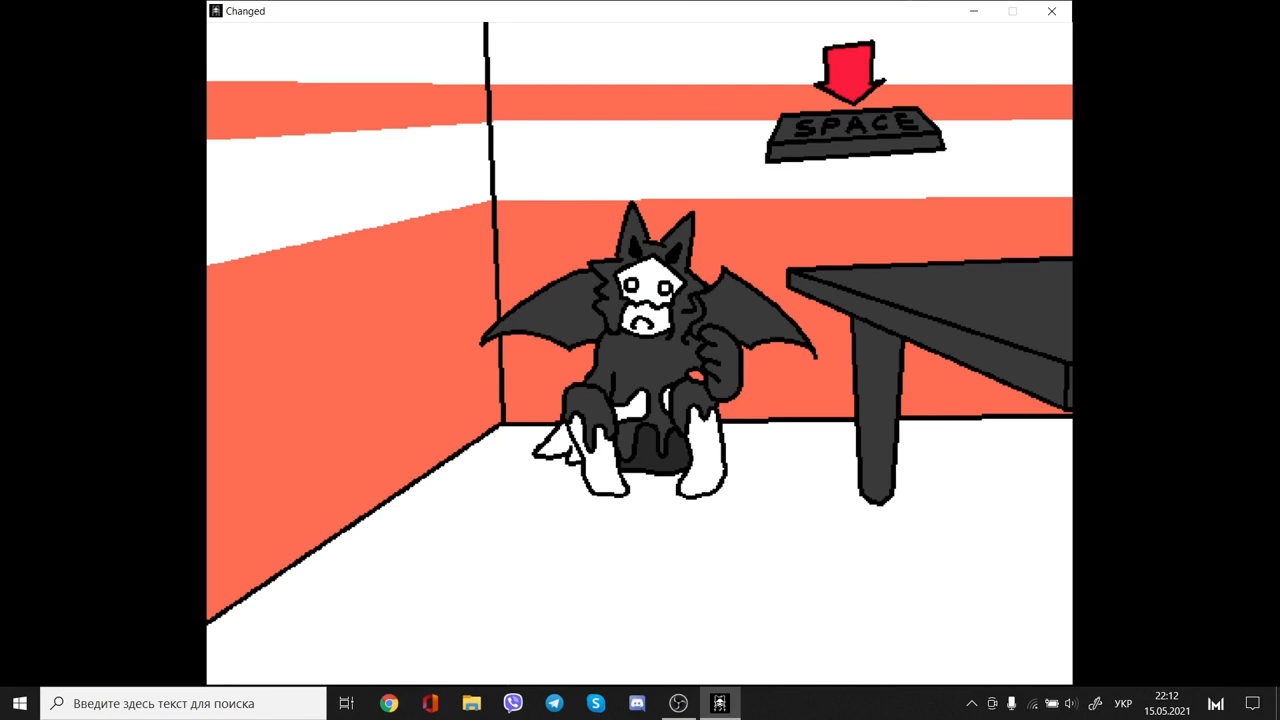 Changed
SPACE
Введите здесь текст для поиска
УКР
22:12
15.05.2021